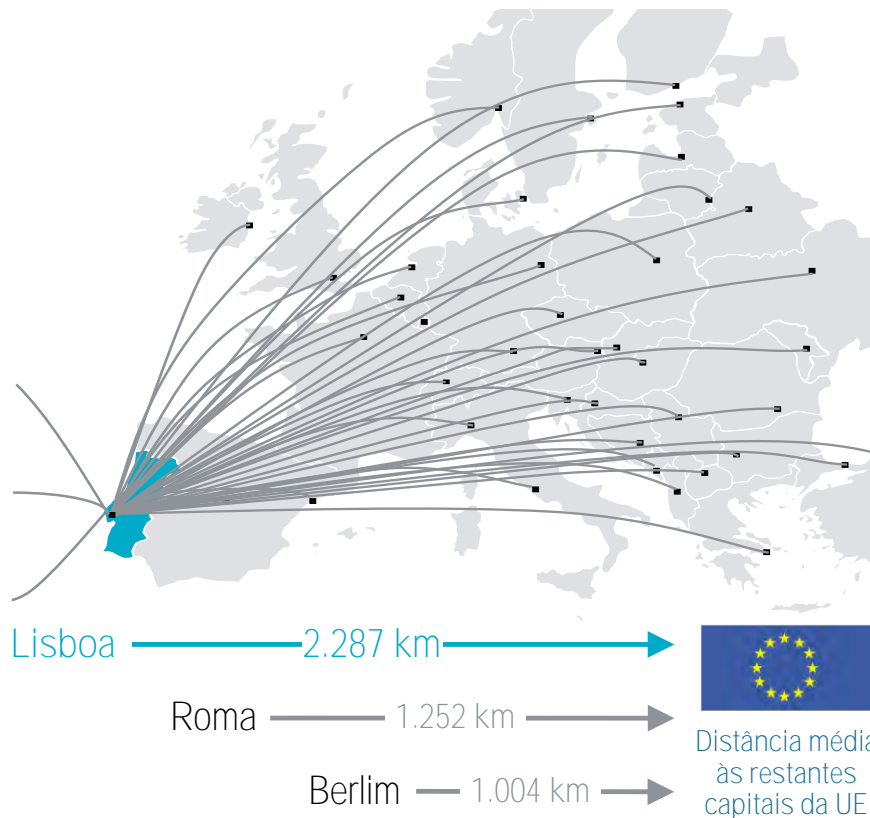 Lisboa 2.287 km
Roma 1.252 km
Berlim 1.004 km
Distância média
às restantes
capitais da UE